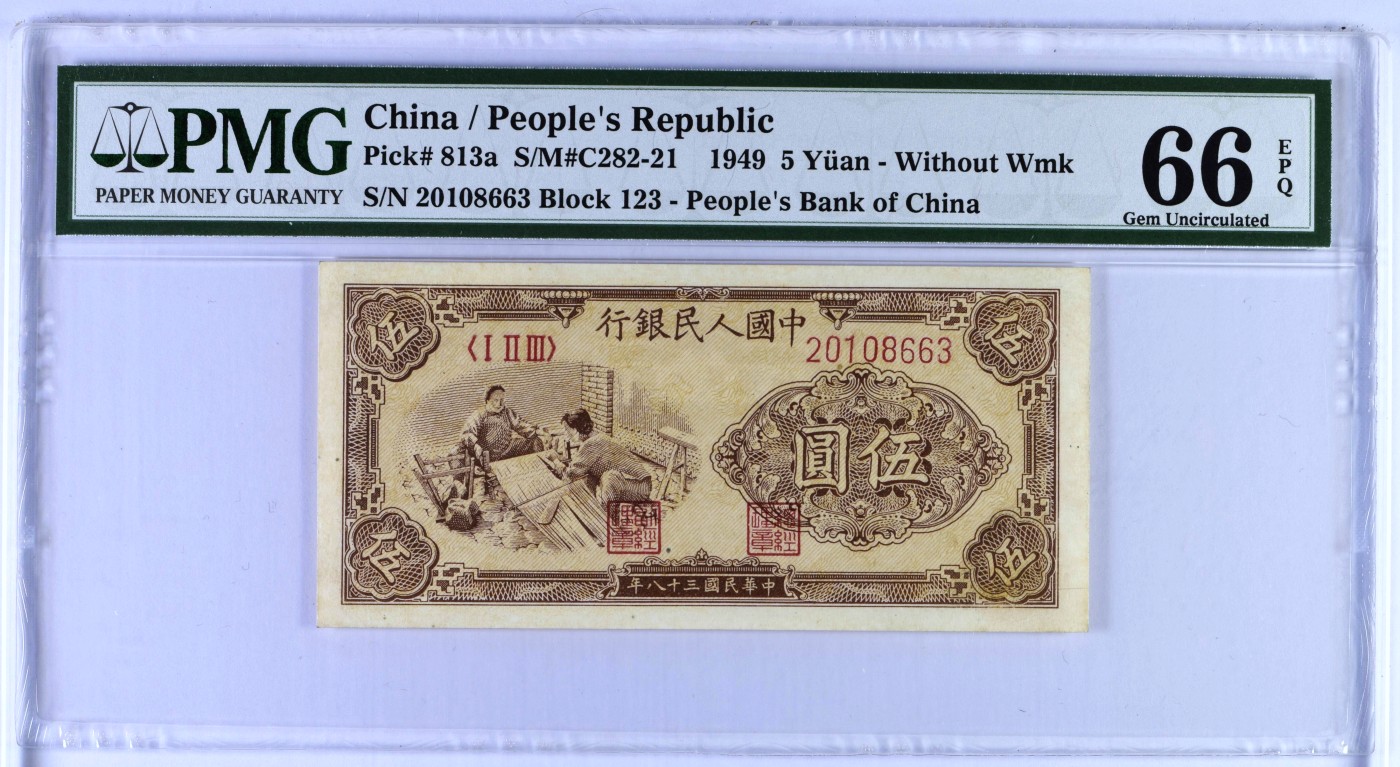 PMG
PAPER MONEY GUARANTY
China / People's Republic
Pick# 813a S/M#C282-21 1949 5 Yüan - Without Wmk
S/N 20108663 Block 123 - People's Bank of China
66
EPQ
Gem Uncirculated
行銀民人國中
〈I II III〉
20108663
伍
伍
圓伍
伍
伍
年八十三國民華中